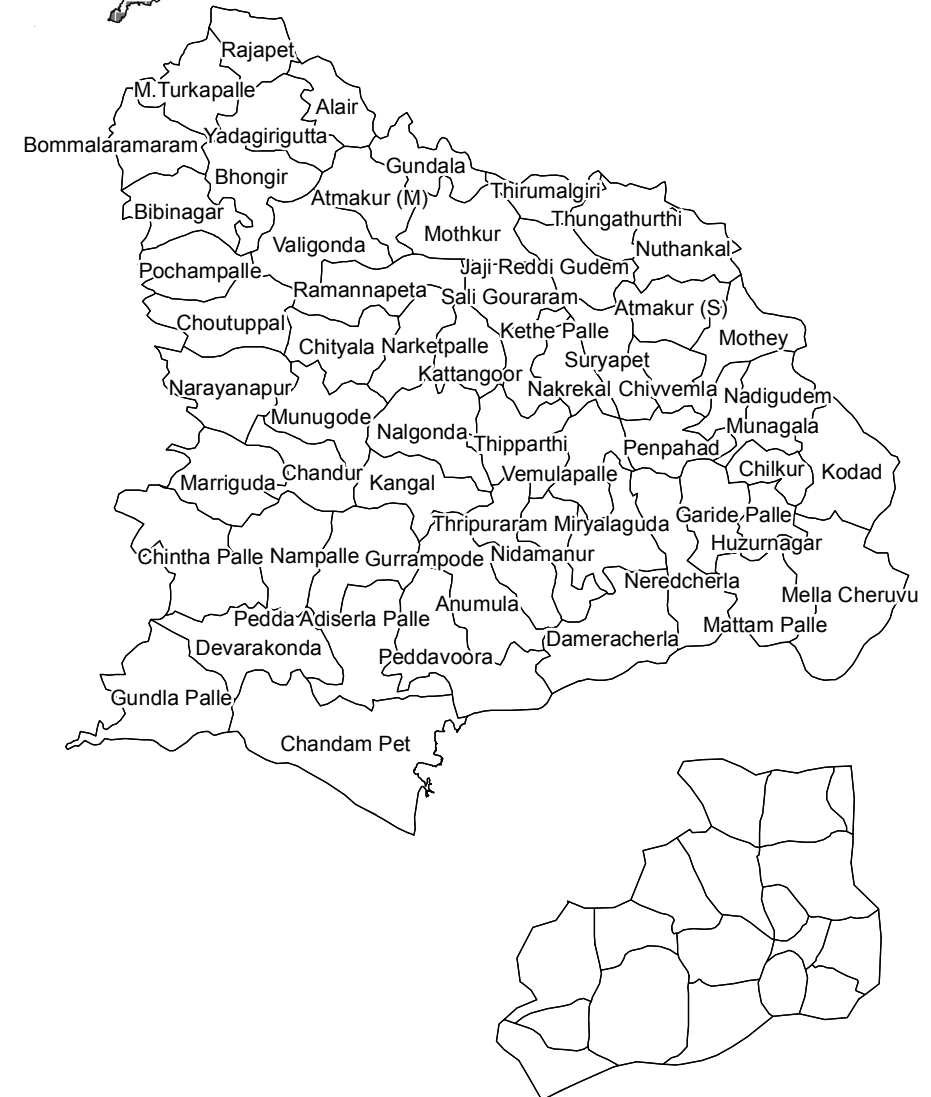 Rajapet
M.Turkapalle
Alair
Yadagirigutta
Bommalaramaram
Gundala
Bhongir
Thirumalgiri
Atmakur (M)
Bibinagar
Thungathurthi
Mothkur
Valigonda
Nuthankal
Pochampalle
Jaji Reddi Gudem
Ramannapeta
Sali Gouraram
Atmakur (S)
Choutuppal
Kethe Palle
Mothey
Chityala
Narketpalle
Suryapet
Kattangoor
Narayanapur
Nakrekal
Chivvemla
Nadigudem
Munugode
Munagala
Nalgonda
Thipparthi
Penpahad
Chandur
Vemulapalle
Chilkur
Kodad
Marriguda
Kangal
Garide Palle
Thripuraram
Miryalaguda
Huzurnagar
Chintha Palle
Nampalle
Gurrampode
Nidamanur
Neredcherla
Mella Cheruvu
Anumula
Pedda Adiserla Palle
Mattam Palle
Dameracherla
Devarakonda
Peddavoora
Gundla Palle
Chandam Pet